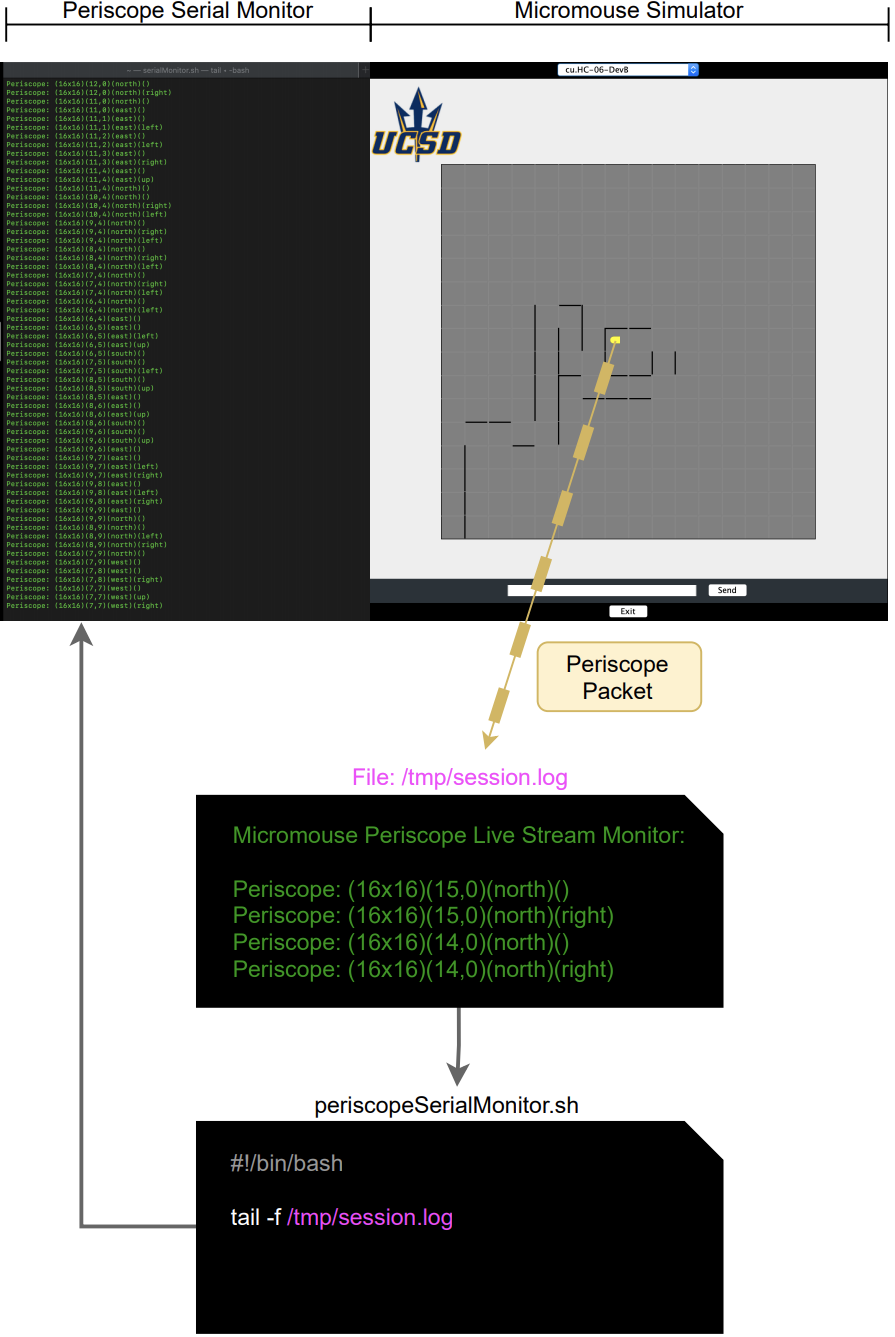 Periscope Serial Monitor
Micromouse Simulator
~ — serialMonitor.sh — tail • -bash
Periscope: (16x16)(12,0)(north)()
Periscope: (16x16)(12,0)(north)(right)
Periscope: (16x16)(11,0)(north)()
Periscope: (16x16)(11,0)(east)()
Periscope: (16x16)(11,1)(east)()
Periscope: (16x16)(11,1)(east)(left)
Periscope: (16x16)(11,2)(east)()
Periscope: (16x16)(11,2)(east)(left)
Periscope: (16x16)(11,3)(east)()
Periscope: (16x16)(11,3)(east)(right)
Periscope: (16x16)(11,4)(east)()
Periscope: (16x16)(11,4)(east)(up)
Periscope: (16x16)(11,4)(north)()
Periscope: (16x16)(10,4)(north)()
Periscope: (16x16)(10,4)(north)(right)
Periscope: (16x16)(10,4)(north)(left)
Periscope: (16x16)(9,4)(north)()
Periscope: (16x16)(9,4)(north)(right)
Periscope: (16x16)(9,4)(north)(left)
Periscope: (16x16)(8,4)(north)()
Periscope: (16x16)(8,4)(north)(right)
Periscope: (16x16)(8,4)(north)(left)
Periscope: (16x16)(7,4)(north)()
Periscope: (16x16)(7,4)(north)(right)
Periscope: (16x16)(7,4)(north)(left)
Periscope: (16x16)(6,4)(north)()
Periscope: (16x16)(6,4)(north)(left)
Periscope: (16x16)(6,4)(east)()
Periscope: (16x16)(6,5)(east)()
Periscope: (16x16)(6,5)(east)(left)
Periscope: (16x16)(6,5)(east)(up)
Periscope: (16x16)(6,5)(south)()
Periscope: (16x16)(7,5)(south)()
Periscope: (16x16)(7,5)(south)(left)
Periscope: (16x16)(8,5)(south)()
Periscope: (16x16)(8,5)(south)(up)
Periscope: (16x16)(8,5)(east)()
Periscope: (16x16)(8,6)(east)()
Periscope: (16x16)(8,6)(east)(up)
Periscope: (16x16)(8,6)(south)()
Periscope: (16x16)(9,6)(south)()
Periscope: (16x16)(9,6)(south)(up)
Periscope: (16x16)(9,6)(east)()
Periscope: (16x16)(9,7)(east)()
Periscope: (16x16)(9,7)(east)(left)
Periscope: (16x16)(9,7)(east)(right)
Periscope: (16x16)(9,8)(east)()
Periscope: (16x16)(9,8)(east)(left)
Periscope: (16x16)(9,8)(east)(right)
Periscope: (16x16)(9,9)(east)()
Periscope: (16x16)(9,9)(north)()
Periscope: (16x16)(8,9)(north)()
Periscope: (16x16)(8,9)(north)(left)
Periscope: (16x16)(8,9)(north)(right)
Periscope: (16x16)(7,9)(north)()
Periscope: (16x16)(7,9)(west)()
Periscope: (16x16)(7,8)(west)()
Periscope: (16x16)(7,8)(west)(right)
Periscope: (16x16)(7,7)(west)()
Periscope: (16x16)(7,7)(west)(up)
Periscope: (16x16)(7,7)(west)(right)
cu.HC-06-DevB
UCSD
Send
Exit
Periscope
Packet
File: /tmp/session.log
Micromouse Periscope Live Stream Monitor:
Periscope: (16x16)(15,0)(north)()
Periscope: (16x16)(15,0)(north)(right)
Periscope: (16x16)(14,0)(north)()
Periscope: (16x16)(14,0)(north)(right)
periscopeSerialMonitor.sh
#!/bin/bash
tail -f /tmp/session.log